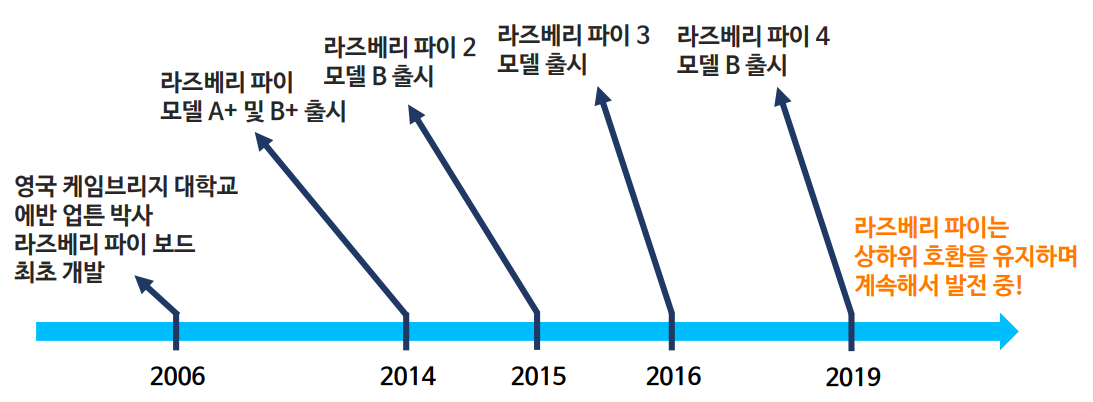 영국 케임브리지 대학교
에반 업튼 박사
라즈베리 파이 보드
최초 개발
라즈베리 파이
모델 A+ 및 B+ 출시
라즈베리 파이 2
모델 B 출시
라즈베리 파이 3
모델 출시
라즈베리 파이 4
모델 B 출시
라즈베리 파이는
상하위 호환을 유지하며
계속해서 발전 중!
2006
2014
2015
2016
2019